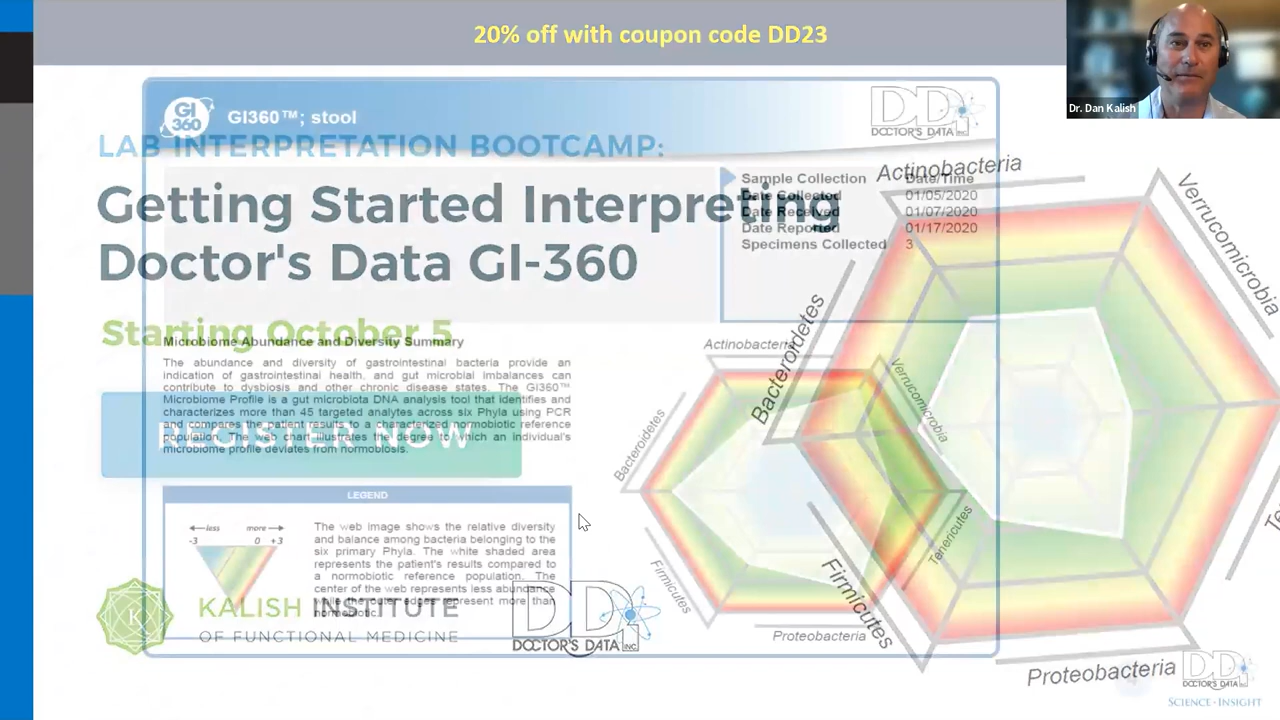 20% off with coupon code DD23
Dr. Dan Kalish
GI
360
GI360™; stool
DOCTOR'S DATA INC.
LAB INTERPRETATION BOOTCAMP:
Getting Started Interpreting
Doctor's Data GI-360
Starting October 5
REGISTER NOW
Sample Collection Date/Time
Date Collected 01/05/2020
Date Received 01/07/2020
Date Reported 01/17/2020
Specimens Collected 3
Microbiome Abundance and Diversity Summary
The abundance and diversity of gastrointestinal bacteria provide an
indication of gastrointestinal health, and gut microbial imbalances can
contribute to dysbiosis and other chronic disease states. The GI360™
Microbiome Profile is a gut microbiota DNA analysis tool that identifies and
characterizes more than 45 targeted analytes across six Phyla using PCR
and compares the patient results to a characterized normobiotic reference
population. The web chart illustrates the degree to which an individual's
microbiome profile deviates from normobiosis.
LEGEND
less more
-3 0 +3
The web image shows the relative diversity
and balance among bacteria belonging to the
six primary Phyla. The white shaded area
represents the patient's results compared to
a normobiotic reference population. The
center of the web represents less abundance
while the outer edges represent more than
normobiotic.
Actinobacteria
Verrucomicrobia
Bacteroidetes
Firmicutes
Proteobacteria
Tenericutes
Actinobacteria
Verrucomicrobia
Bacteroidetes
Firmicutes
Proteobacteria
K
KALISH INSTITUTE
OF FUNCTIONAL MEDICINE
DOCTOR'S DATA INC.
DOCTOR'S DATA INC.
SCIENCE + INSIGHT